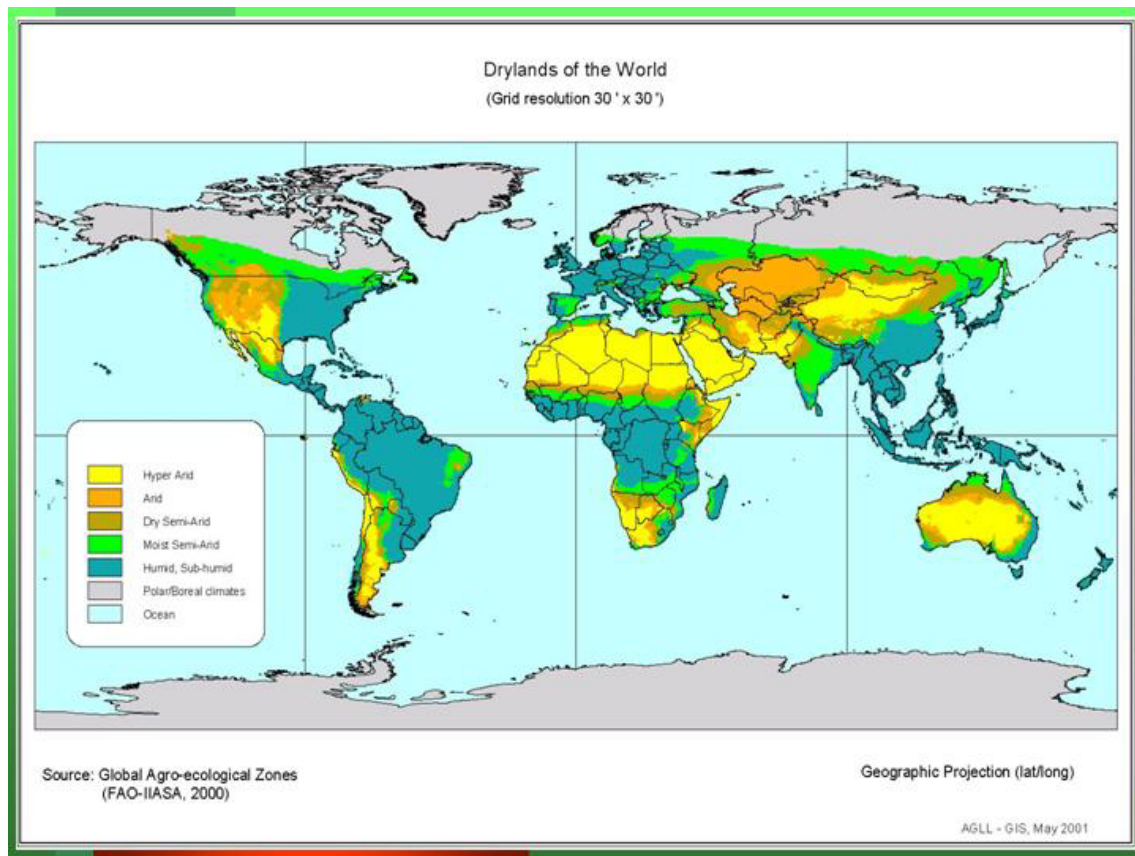 Drylands of the World
(Grid resolution 30 ' x 30 ')
Hyper Arid
Arid
Dry Semi-Arid
Moist Semi-Arid
Humid, Sub-humid
Polar/Boreal climates
Ocean
Source: Global Agro-ecological Zones
(FAO-IIASA, 2000)
Geographic Projection (lat/long)
AGLL - GIS, May 2001